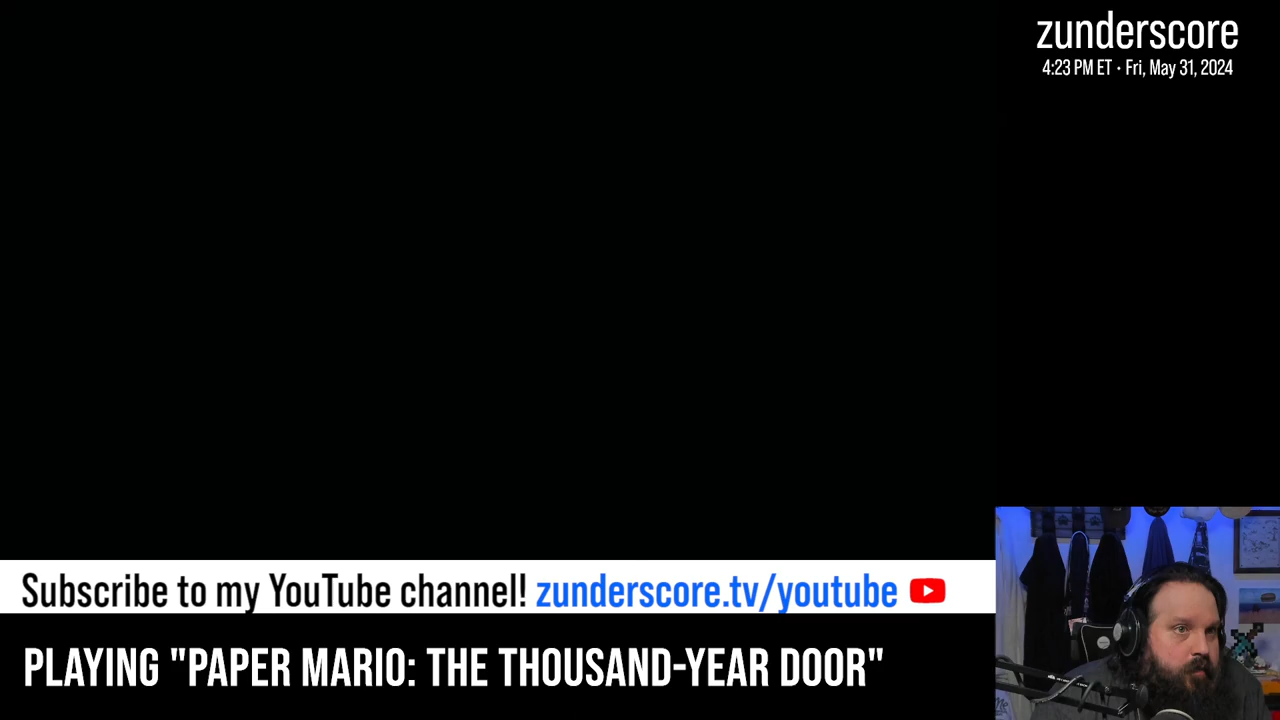 zunderscore
4:23 PM ET · Fri, May 31, 2024
Subscribe to my YouTube channel! zunderscore.tv/youtube
PLAYING "PAPER MARIO: THE THOUSAND-YEAR DOOR"